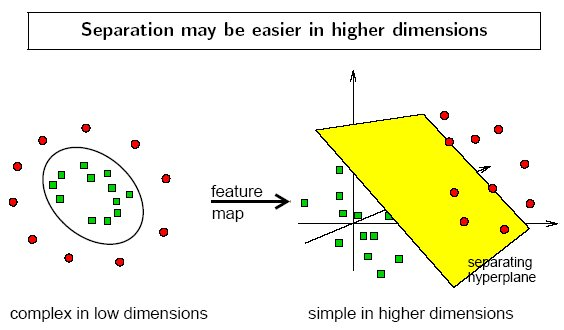 Separation may be easier in higher dimensions
feature
map
separating
hyperplane
complex in low dimensions
simple in higher dimensions